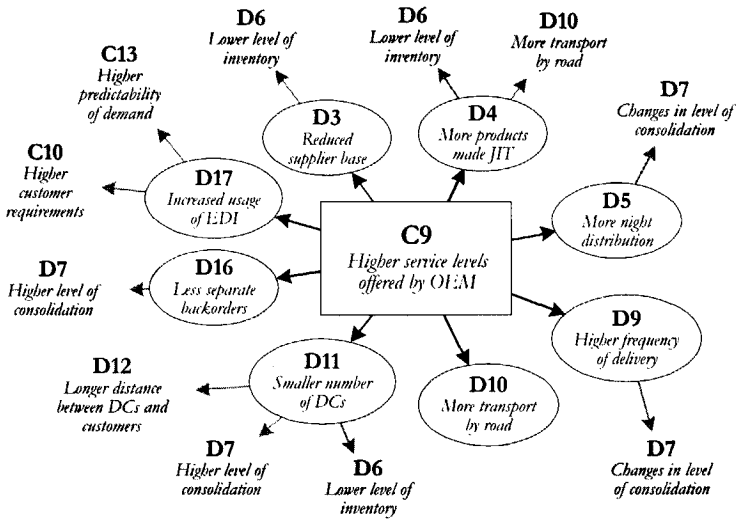 D6
Lower level of
inventory
D6
Lower level of
inventory
D10
More transport
by road
C13
Higher
predictability
of demand
D3
Reduced
supplier base
D4
More products
made JIT
D7
Changes in level of
consolidation
C10
Higher
customer
requirements
D17
Increased usage
of EDI
C9
Higher service levels
offered by OEM
D5
More night
distribution
D7
Higher level of
consolidation
D16
Less separate
backorders
D9
Higher frequency
of delivery
D12
Longer distance
between DCs and
customers
D11
Smaller number
of DCs
D10
More transport
by road
D7
Higher level of
consolidation
D6
Lower level of
inventory
D7
Changes in level
of consolidation